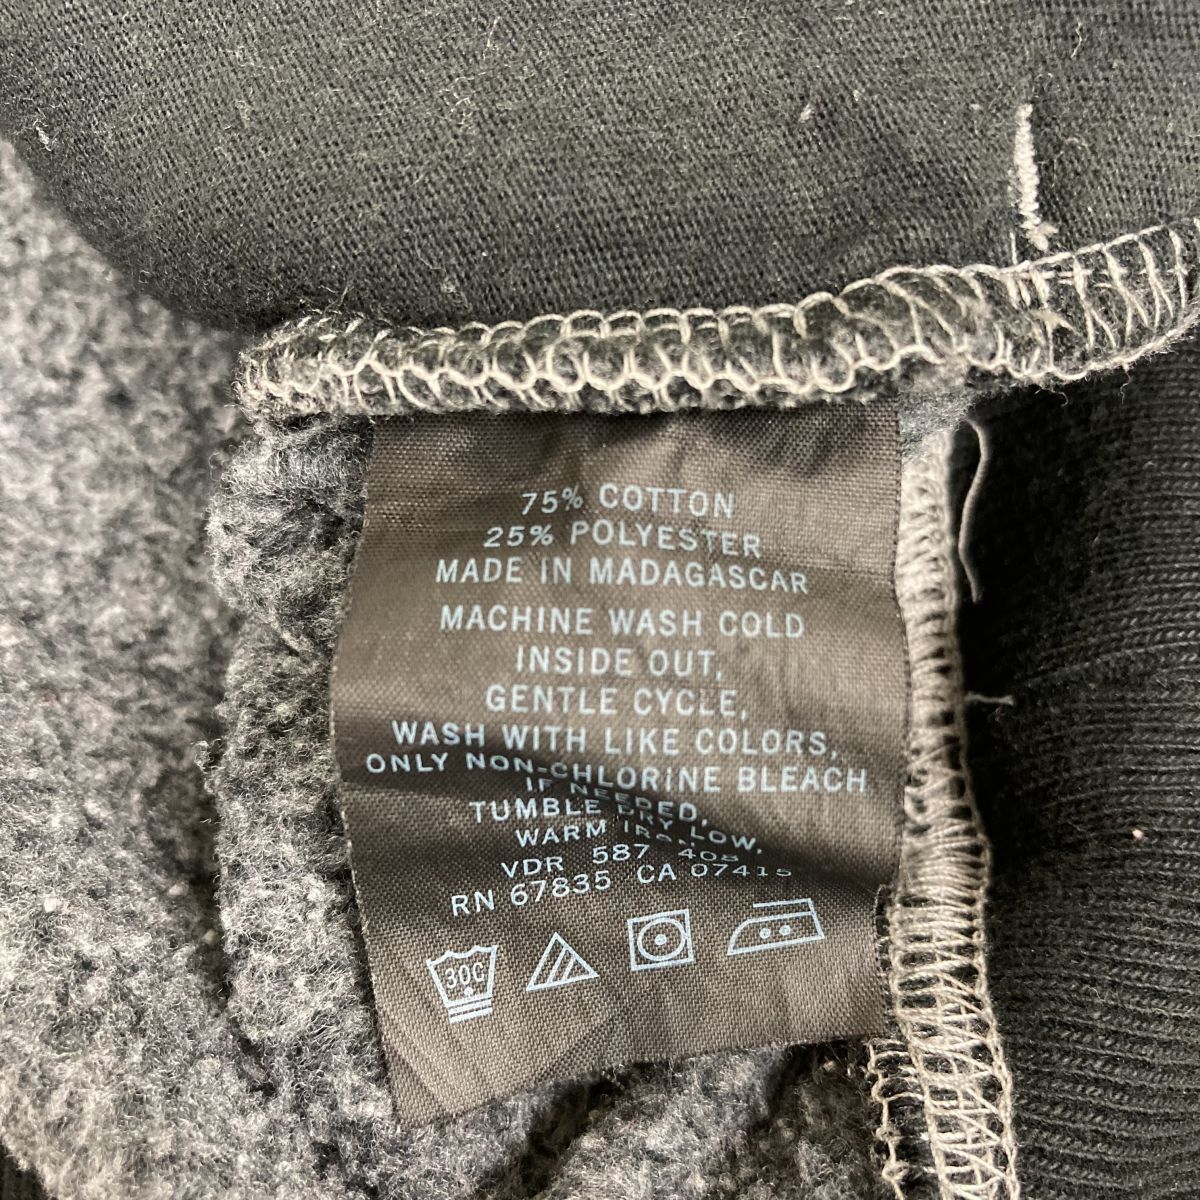 75% COTTON
25% POLYESTER
MADE IN MADAGASCAR
MACHINE WASH COLD
INSIDE OUT,
GENTLE CYCLE,
WASH WITH LIKE COLORS,
ONLY NON-CHLORINE BLEACH
IF NEEDED,
TUMBLE DRY LOW,
WARM IRON
VDR 587 408
RN 67835 CA 07415
30C